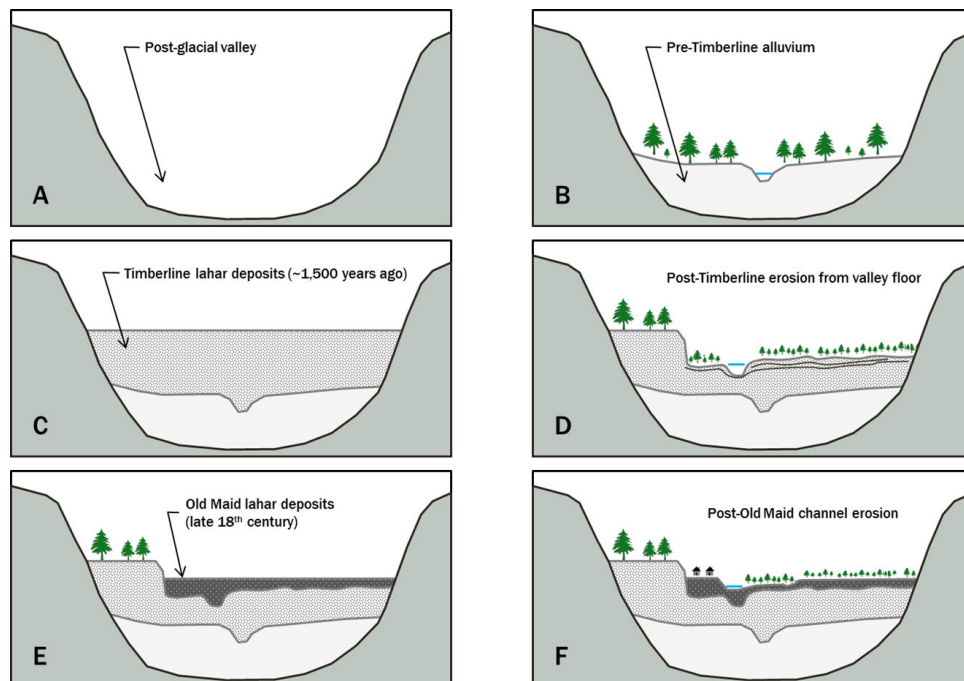 Post-glacial valley
A
Pre-Timberline alluvium
B
Timberline lahar deposits (~1,500 years ago)
C
Post-Timberline erosion from valley floor
D
Old Maid lahar deposits
(late 18th century)
E
Post-Old Maid channel erosion
F